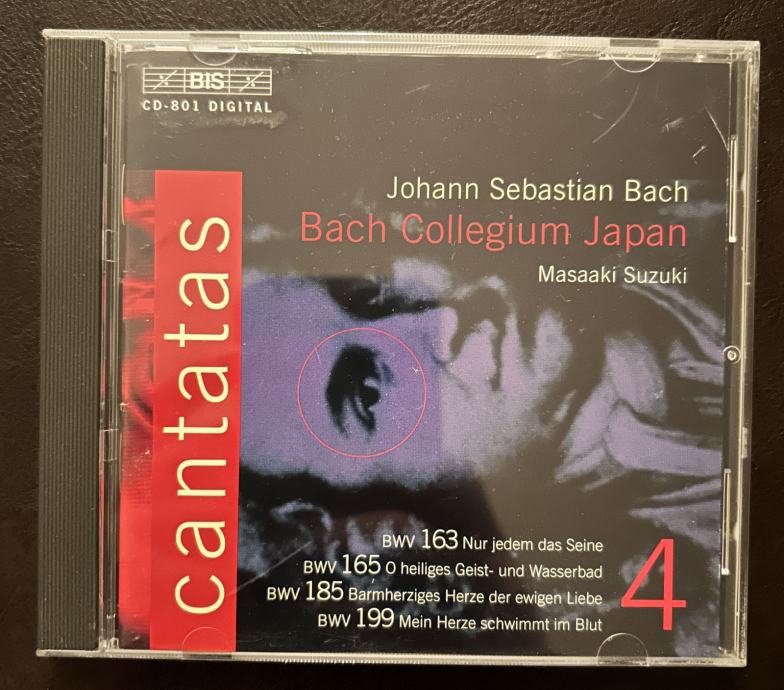 BIS
CD-801 DIGITAL
Johann Sebastian Bach
Bach Collegium Japan
Masaaki Suzuki
cantatas
BWV 163 Nur jedem das Seine
BWV 165 O heiliges Geist- und Wasserbad
BWV 185 Barmherziges Herze der ewigen Liebe
BWV 199 Mein Herze schwimmt im Blut
4